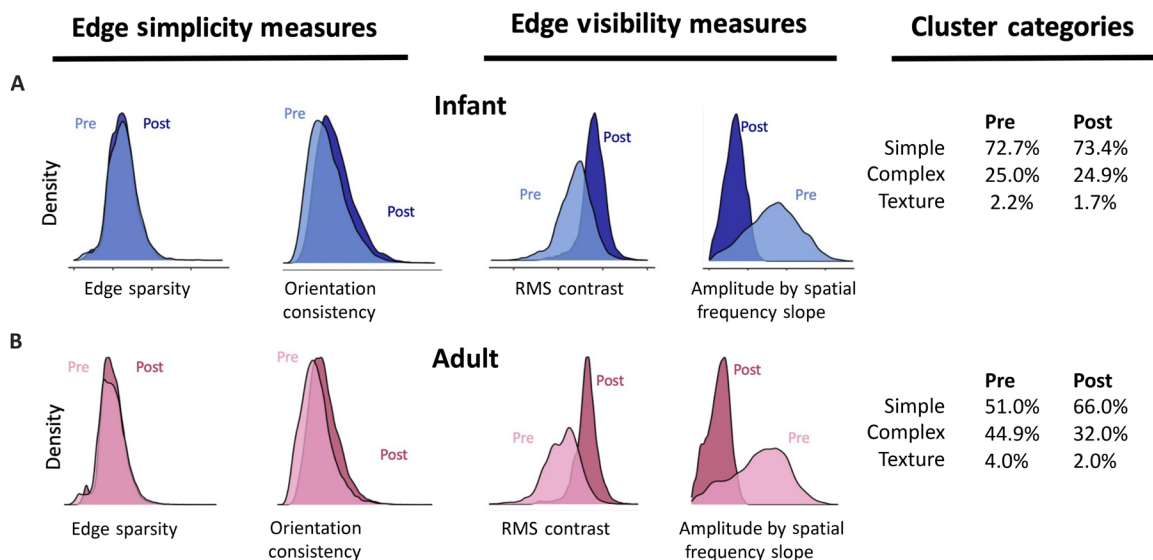 Edge simplicity measures
Edge visibility measures
Cluster categories
A
Infant
Pre
Post
Density
Edge sparsity
Pre
Post
Orientation
consistency
Pre
Post
RMS contrast
Post
Pre
Amplitude by spatial
frequency slope
Pre Post
Simple 72.7% 73.4%
Complex 25.0% 24.9%
Texture 2.2% 1.7%
B
Adult
Pre
Post
Density
Edge sparsity
Pre
Post
Orientation
consistency
Pre
Post
RMS contrast
Post
Pre
Amplitude by spatial
frequency slope
Pre Post
Simple 51.0% 66.0%
Complex 44.9% 32.0%
Texture 4.0% 2.0%